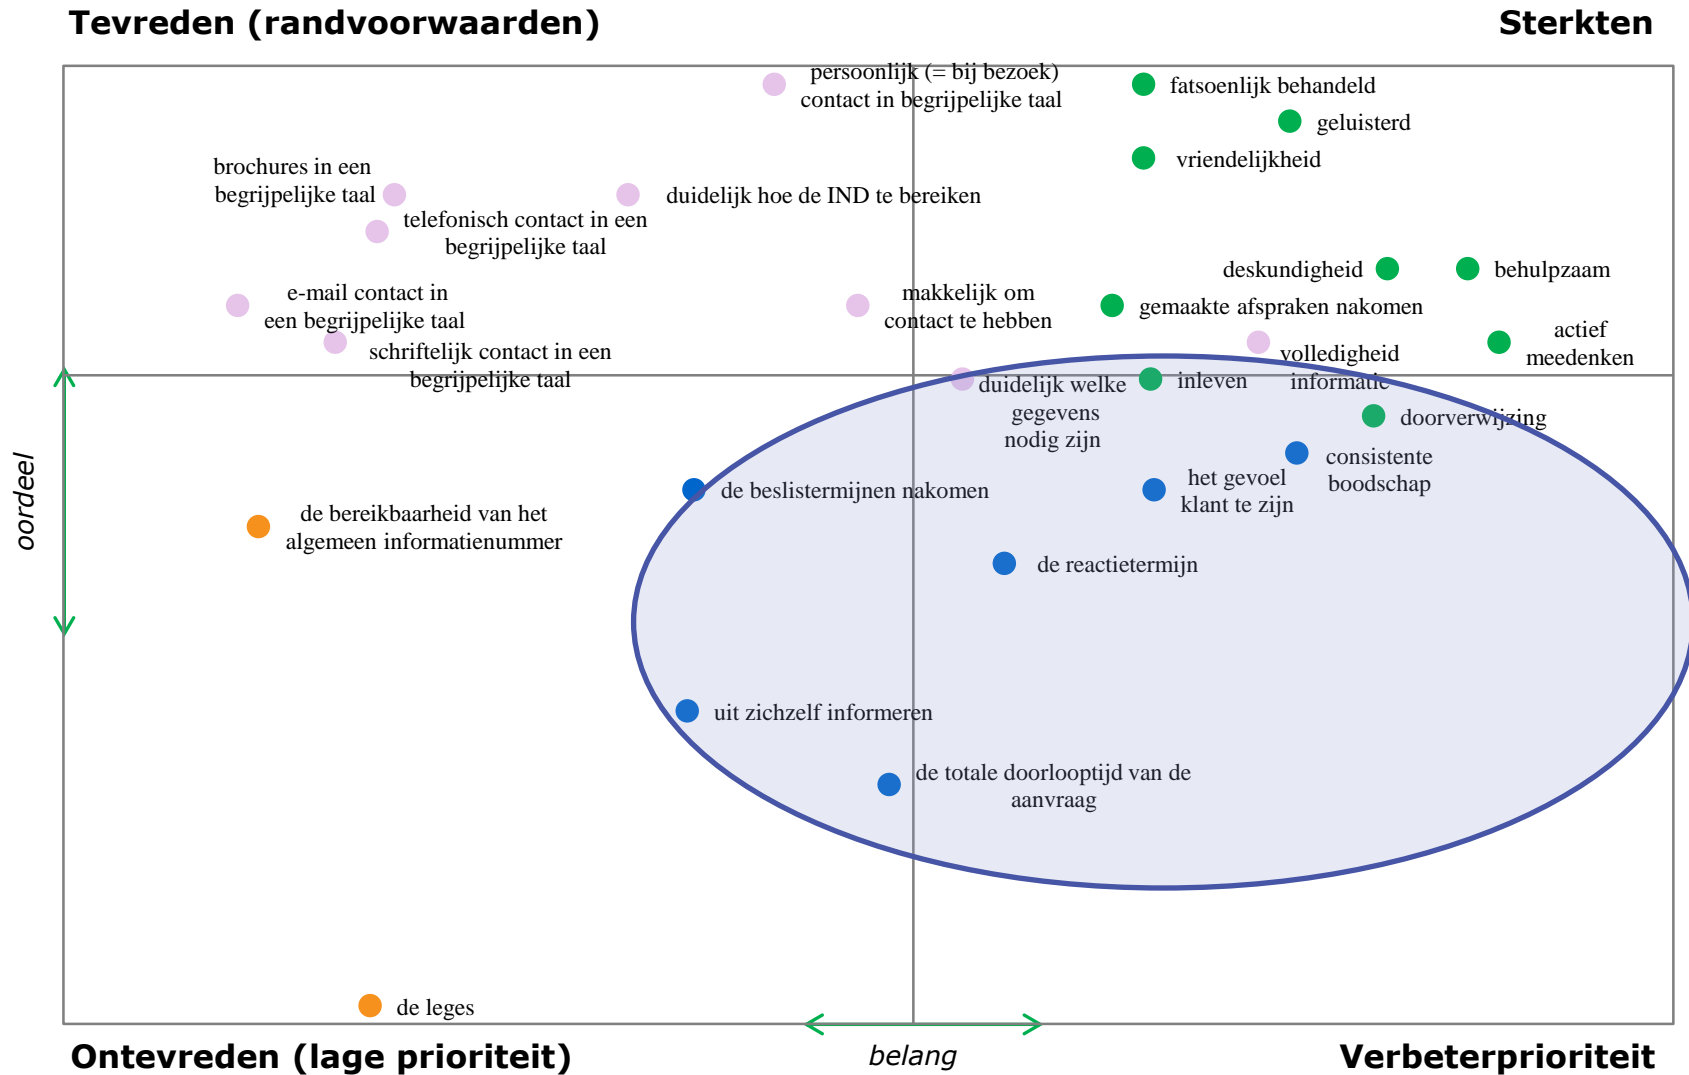 Tevreden (randvoorwaarden)
Sterkten
persoonlijk (= bij bezoek)
contact in begrijpelijke taal
fatsoenlijk behandeld
geluisterd
vriendelijkheid
brochures in een
begrijpelijke taal
duidelijk hoe de IND te bereiken
telefonisch contact in een
begrijpelijke taal
deskundigheid
behulpzaam
e-mail contact in
een begrijpelijke taal
makkelijk om
contact te hebben
gemaakte afspraken nakomen
actief
meedenken
schriftelijk contact in een
begrijpelijke taal
volledigheid
informatie
duidelijk welke
gegevens
nodig zijn
inleven
doorverwijzing
consistente
boodschap
het gevoel
klant te zijn
de beslistermijnen nakomen
oordeel
de bereikbaarheid van het
algemeen informatienummer
de reactietermijn
uit zichzelf informeren
de totale doorlooptijd van de
aanvraag
de leges
Ontevreden (lage prioriteit)
belang
Verbeterprioriteit